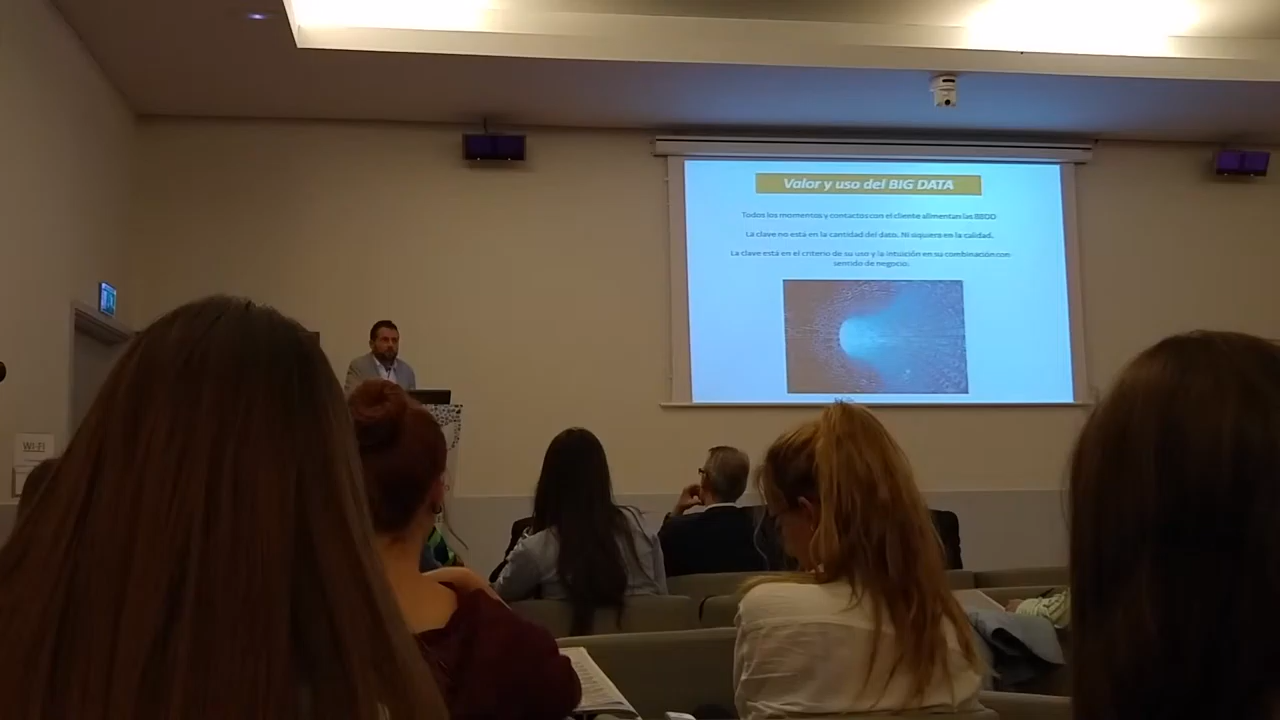 Valor y uso del BIG DATA
Todos los momentos y contactos con el cliente alimentan las BBDD
La clave no está en la cantidad del dato. Ni siquiera en la calidad.
La clave está en el criterio de su uso y la intuición en su combinación con
sentido de negocio.
WI-FI